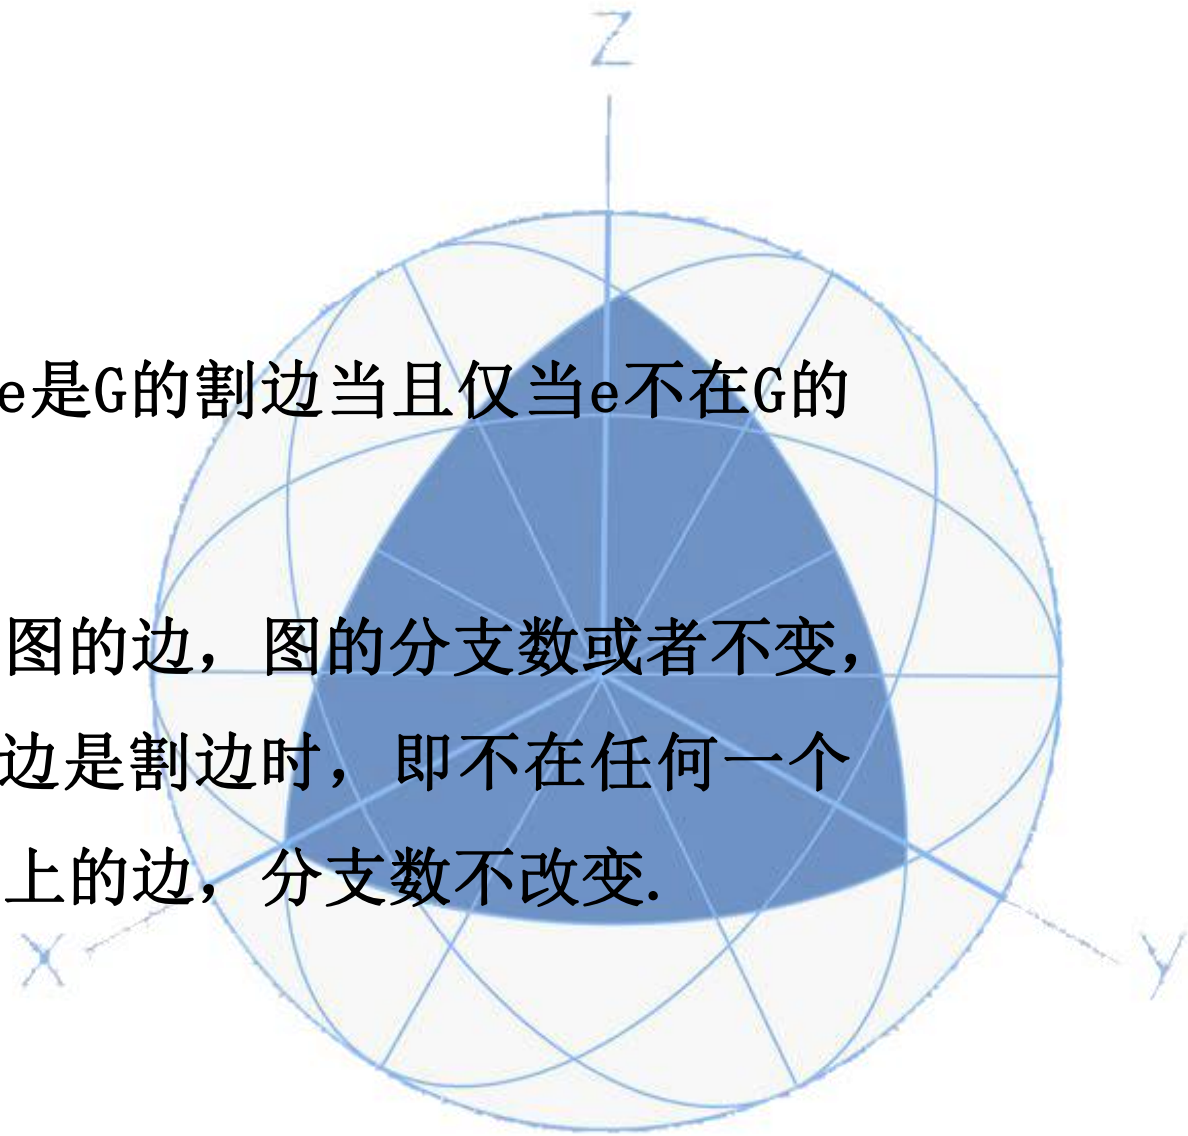 Z
e是G的割边当且仅当e不在G的
图的边，图的分支数或者不变，
边是割边时，即不在任何一个
上的边，分支数不改变.
X
Y